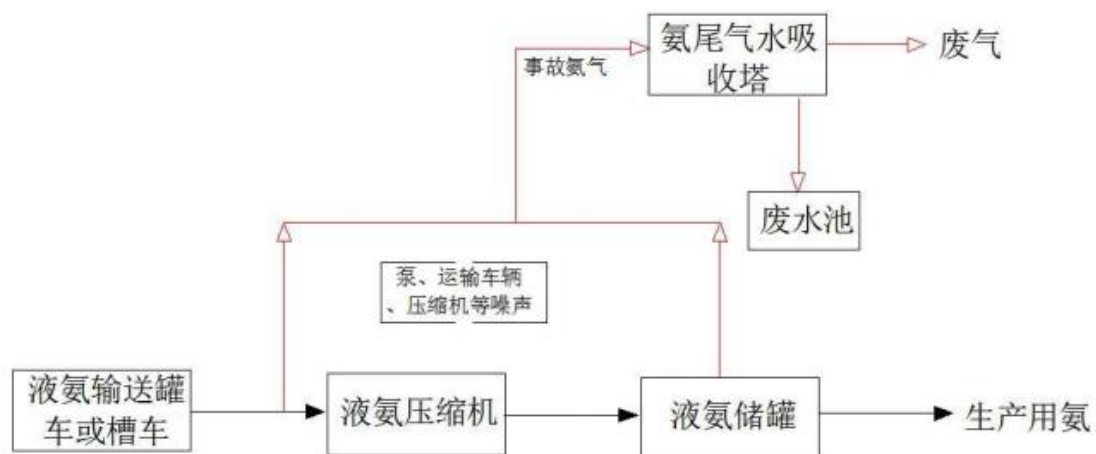 氨尾气水吸
收塔
废气
事故氨气
废水池
泵、运输车辆
、压缩机等噪声
液氨输送罐
车或槽车
液氨压缩机
液氨储罐
生产用氨